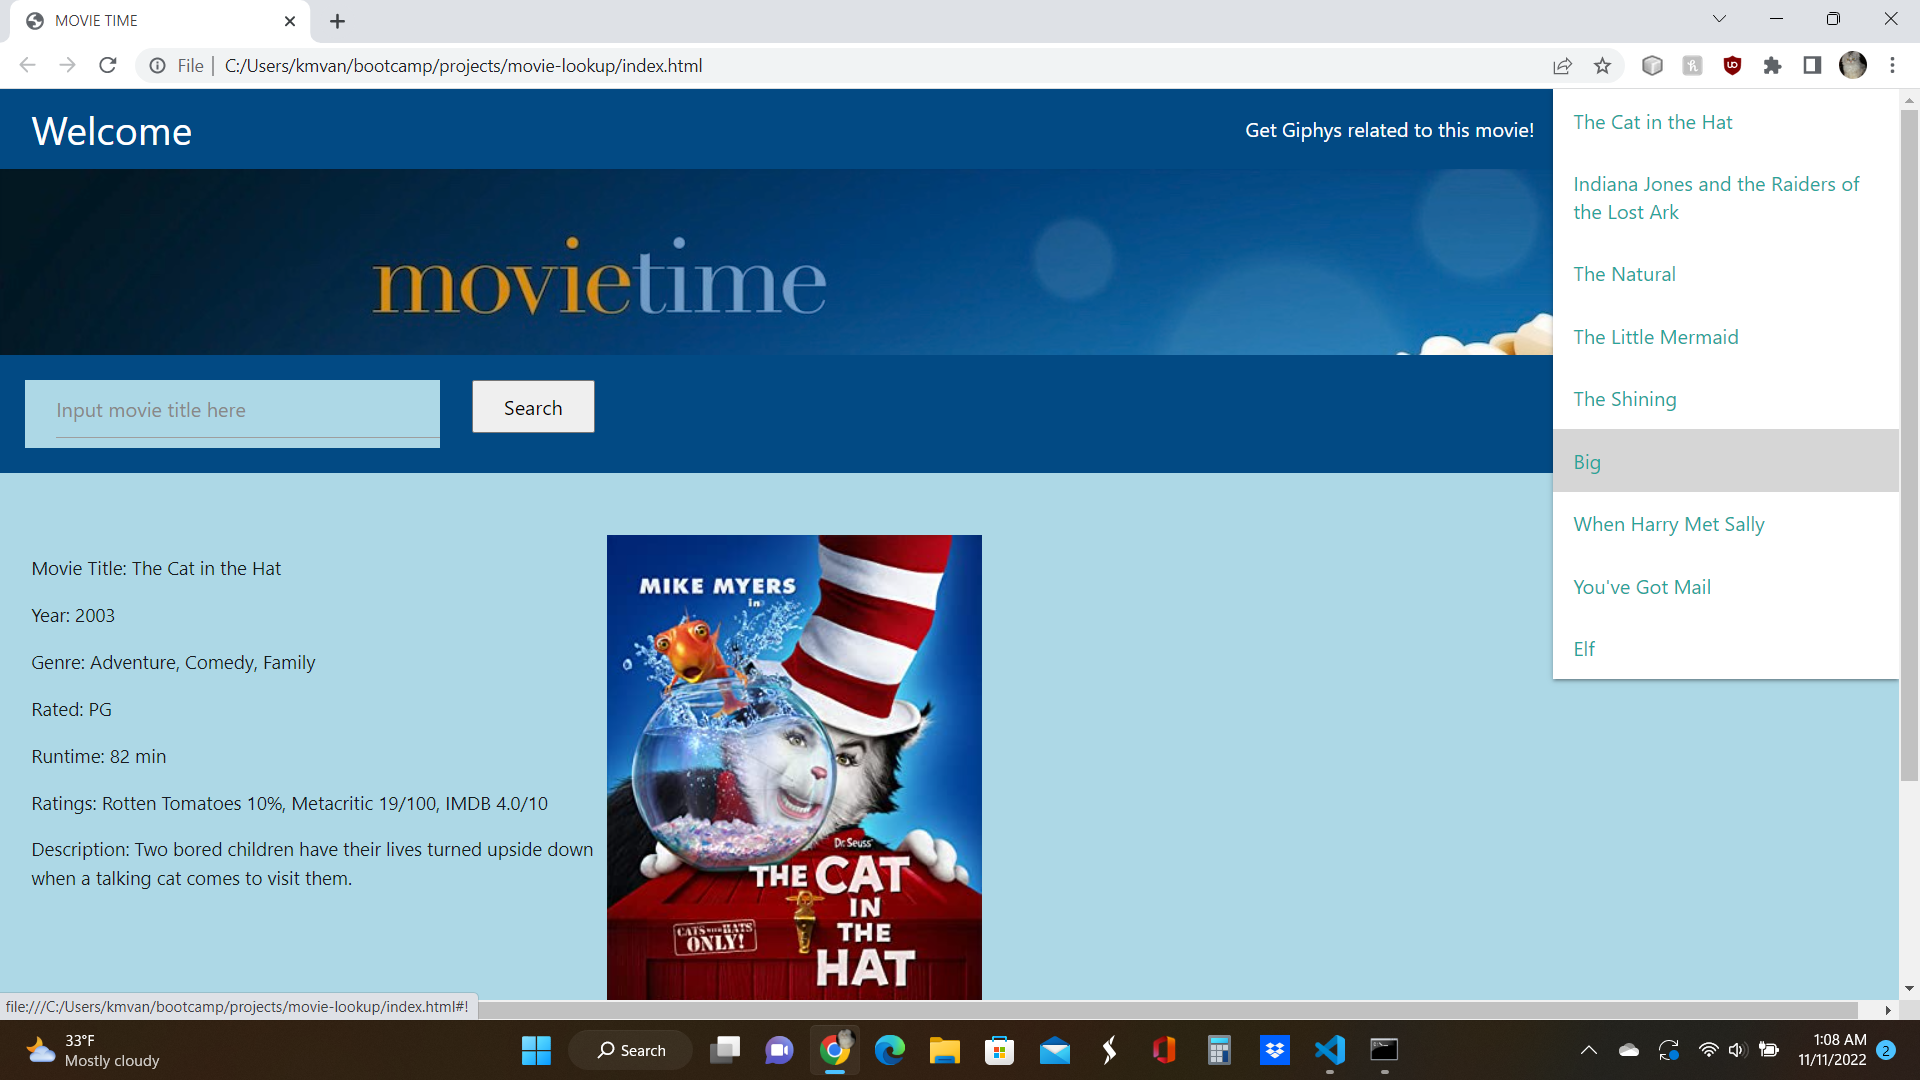 MOVIE TIME
File
C:/Users/kmvan/bootcamp/projects/movie-lookup/index.html
Welcome
Get Giphys related to this movie!
movietime
Input movie title here
Search
The Cat in the Hat
Indiana Jones and the Raiders of
the Lost Ark
The Natural
The Little Mermaid
The Shining
Big
When Harry Met Sally
You've Got Mail
Elf
Movie Title: The Cat in the Hat
Year: 2003
Genre: Adventure, Comedy, Family
Rated: PG
Runtime: 82 min
Ratings: Rotten Tomatoes 10%, Metacritic 19/100, IMDB 4.0/10
Description: Two bored children have their lives turned upside down
when a talking cat comes to visit them.
MIKE MYERS
in
Dr. Seuss'
THE CAT
IN
THE
HAT
CATS WITH HATS
ONLY!
file:///C:/Users/kmvan/bootcamp/projects/movie-lookup/index.html#!
33°F
Mostly cloudy
Search
1:08 AM
11/11/2022
2